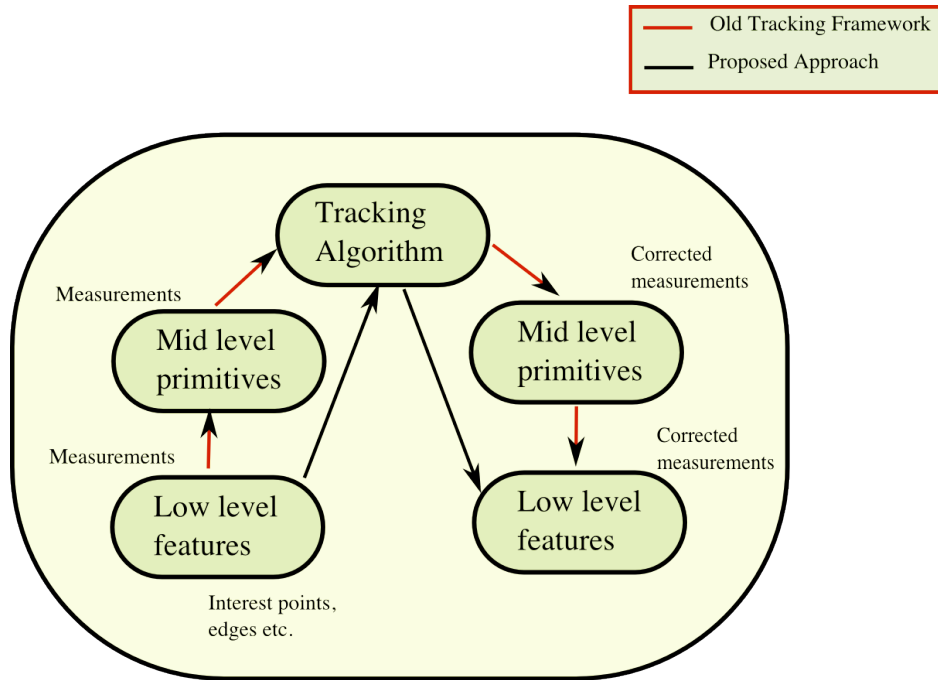 Old Tracking Framework
Proposed Approach
Tracking
Algorithm
Corrected
measurements
Measurements
Mid level
primitives
Mid level
primitives
Measurements
Corrected
measurements
Low level
features
Low level
features
Interest points,
edges etc.